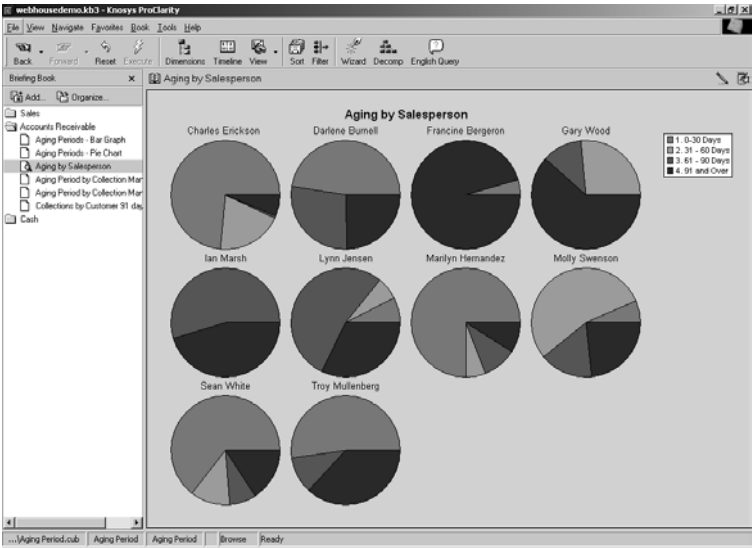 webhousedemo.kb3 - Knosys ProClarity
File View Navigate Favorites Book Tools Help
Back Forward Reset Execute Dimensions Timeline View Sort Filter Wizard Decomp English Query
Briefing Book
Aging by Salesperson
Add... Organize...
Sales
Accounts Receivable
Aging Periods - Bar Graph
Aging Periods - Pie Chart
Aging by Salesperson
Aging Period by Collection Mar
Aging Period by Collection Mar
Collections by Customer 91 day
Cash
Aging by Salesperson
Charles Erickson Darlene Burnell Francine Bergeron Gary Wood
1. 0-30 Days
2. 31 - 60 Days
3. 61 - 90 Days
4. 91 and Over
Ian Marsh Lynn Jensen Marilyn Hernandez Molly Swenson
Sean White Troy Mullenberg
...\Aging Period.cub Aging Period Aging Period Browse Ready